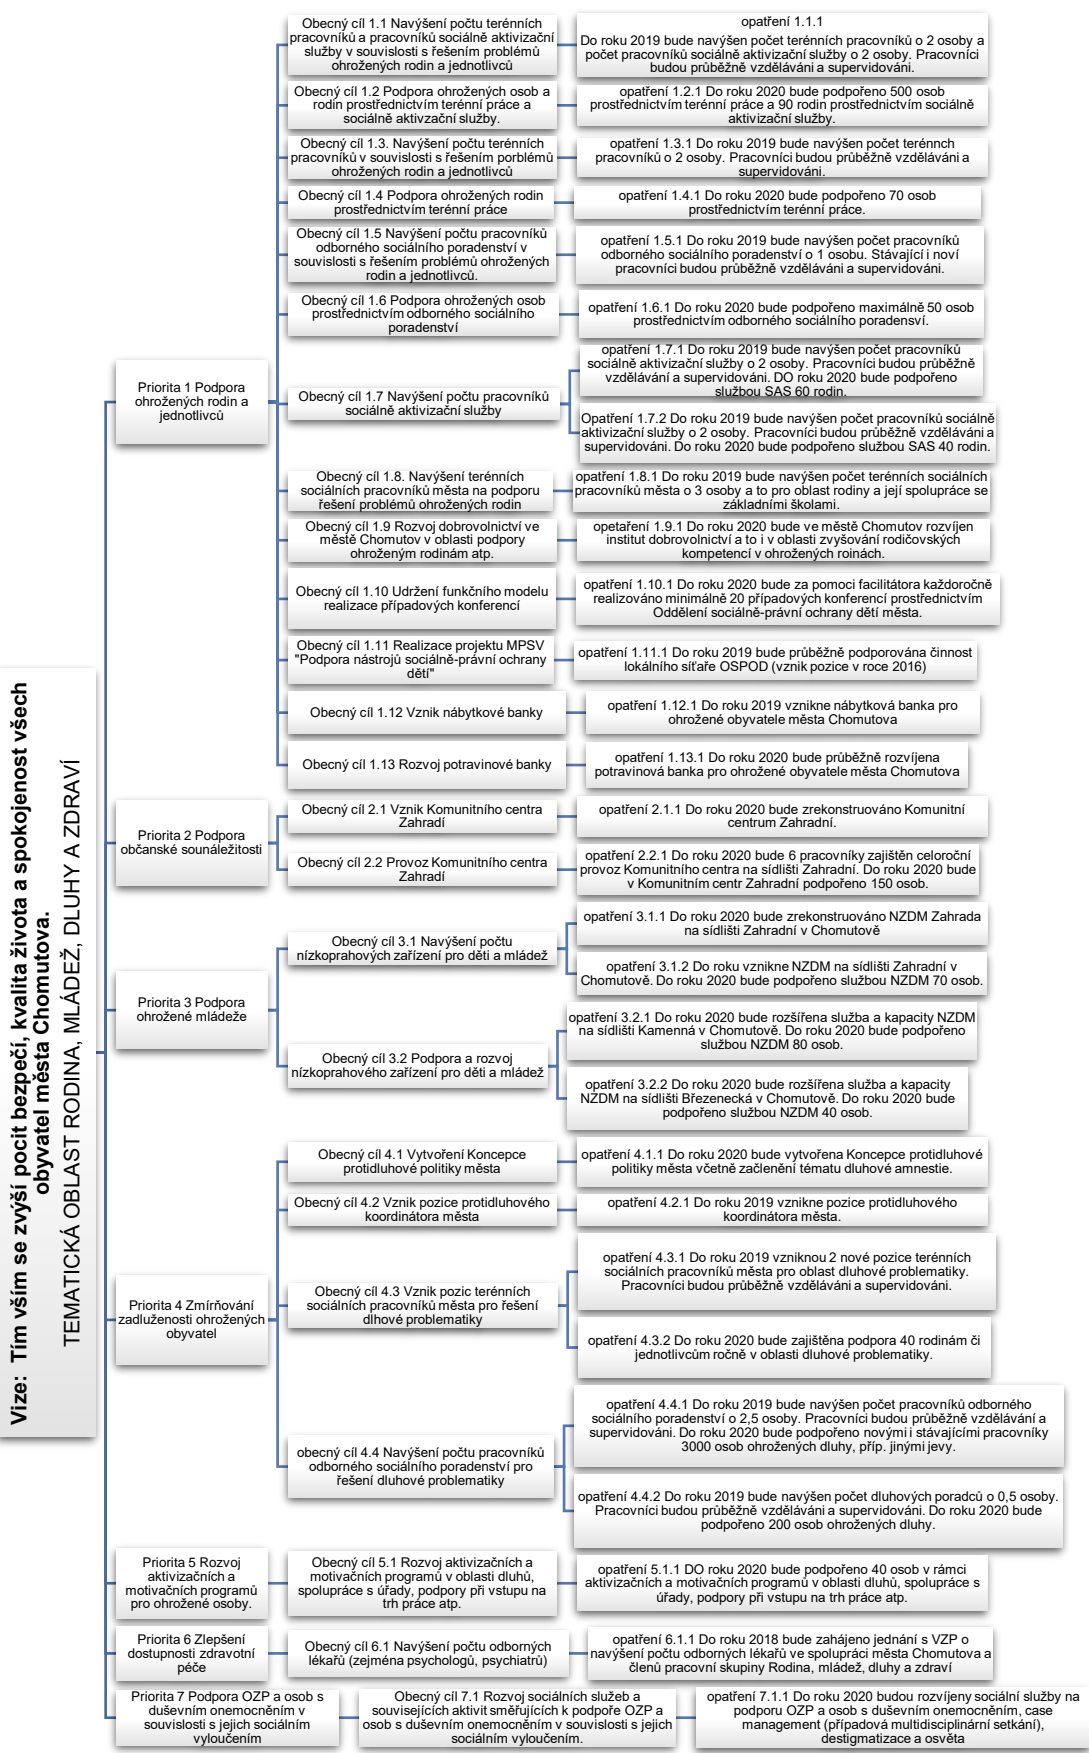 Vize: Tím vším se zvýší pocit bezpečí, kvalita života a spokojenost všech
obyvatel města Chomutova.
TEMATICKÁ OBLAST RODINA, MLÁDEŽ, DLUHY A ZDRAVÍ
Priorita 1 Podpora
ohrožených rodin a
jednotlivců
Obecný cíl 1.1 Navýšení počtu terénních
pracovníků a pracovníků sociálně aktivizační
služby v souvislosti s řešením problémů
ohrožených rodin a jednotlivců
opatření 1.1.1
Do roku 2019 bude navýšen počet terénních pracovníků o 2 osoby a
počet pracovníků sociálně aktivizační služby o 2 osoby. Pracovníci
budou průběžně vzděláváni a supervidováni.
Obecný cíl 1.2 Podpora ohrožených osob a
rodin prostřednictvím terénní práce a
sociálně aktivzační služby.
opatření 1.2.1 Do roku 2020 bude podpořeno 500 osob
prostřednictvím terénní práce a 90 rodin prostřednictvím sociálně
aktivizační služby.
Obecný cíl 1.3. Navýšení počtu terénních
pracovníků v souvislosti s řešením porblémů
ohrožených rodin a jednotlivců
opatření 1.3.1 Do roku 2019 bude navýšen počet terénnch
pracovníků o 2 osoby. Pracovníci budou průběžně vzděláváni a
supervidováni.
Obecný cíl 1.4 Podpora ohrožených rodin
prostřednictvím terénní práce
opatření 1.4.1 Do roku 2020 bude podpořeno 70 osob
prostřednictvím terénní práce.
Obecný cíl 1.5 Navýšení počtu pracovníků
odborného sociálního poradenství v
souvislosti s řešením problémů ohrožených
rodin a jednotlivců.
opatření 1.5.1 Do roku 2019 bude navýšen počet pracovníků
odborného sociálního poradenství o 1 osobu. Stávající i noví
pracovníci budou průběžně vzděláváni a supervidováni.
Obecný cíl 1.6 Podpora ohrožených osob
prostřednictvím odborného sociálního
poradenství
opatření 1.6.1 Do roku 2020 bude podpořeno maximálně 50 osob
prostřednictvím odborného sociálního poradensví.
Obecný cíl 1.7 Navýšení počtu pracovníků
sociálně aktivizační služby
opatření 1.7.1 Do roku 2019 bude navýšen počet pracovníků
sociálně aktivizační služby o 2 osoby. Pracovníci budou průběžně
vzdělávání a supervidováni. DO roku 2020 bude podpořeno
službou SAS 60 rodin.
Opatření 1.7.2 Do roku 2019 bude navýšen počet pracovníků sociálně
aktivizační služby o 2 osoby. Pracovníci budou průběžně vzděláváni a
supervidováni. Do roku 2020 bude podpořeno službou SAS 40 rodin.
Obecný cíl 1.8. Navýšení terénních
sociálních pracovníků města na podporu
řešení problémů ohrožených rodin
opatření 1.8.1 Do roku 2019 bude navýšen počet terénních sociálních
pracovníků města o 3 osoby a to pro oblast rodiny a její spolupráce se
základními školami.
Obecný cíl 1.9 Rozvoj dobrovolnictví ve
městě Chomutov v oblasti podpory
ohroženým rodinám atp.
opetaření 1.9.1 Do roku 2020 bude ve městě Chomutov rozvíjen
institut dobrovolnictví a to i v oblasti zvyšování rodičovských
kompetencí v ohrožených roinách.
Obecný cíl 1.10 Udržení funkčního modelu
realizace případových konferencí
opatření 1.10.1 Do roku 2020 bude za pomoci facilitátora každoročně
realizováno minimálně 20 případových konferencí prostřednictvím
Oddělení sociálně-právní ochrany dětí města.
Obecný cíl 1.11 Realizace projektu MPSV
"Podpora nástrojů sociálně-právní ochrany
dětí"
opatření 1.11.1 Do roku 2019 bude průběžně podporována činnost
lokálního síťaře OSPOD (vznik pozice v roce 2016)
Obecný cíl 1.12 Vznik nábytkové banky
opatření 1.12.1 Do roku 2019 vznikne nábytková banka pro
ohrožené obyvatele města Chomutova
Obecný cíl 1.13 Rozvoj potravinové banky
opatření 1.13.1 Do roku 2020 bude průběžně rozvíjena
potravinová banka pro ohrožené obyvatele města Chomutova
Priorita 2 Podpora
občanské sounáležitosti
Obecný cíl 2.1 Vznik Komunitního centra
Zahradí
opatření 2.1.1 Do roku 2020 bude zrekonstruováno Komunitní
centrum Zahradní.
Obecný cíl 2.2 Provoz Komunitního centra
Zahradí
opatření 2.2.1 Do roku 2020 bude 6 pracovníky zajištěn celoroční
provoz Komunitního centra na sídlišti Zahradní. Do roku 2020 bude
v Komunitním centr Zahradní podpořeno 150 osob.
Priorita 3 Podpora
ohrožené mládeže
Obecný cíl 3.1 Navýšení počtu
nízkoprahových zařízení pro děti a mládež
opatření 3.1.1 Do roku 2020 bude zrekonstruováno NZDM Zahrada
na sídlišti Zahradní v Chomutově
opatření 3.1.2 Do roku vznikne NZDM na sídlišti Zahradní v
Chomutově. Do roku 2020 bude podpořeno službou NZDM 70 osob.
Obecný cíl 3.2 Podpora a rozvoj
nízkoprahového zařízení pro děti a mládež
opatření 3.2.1 Do roku 2020 bude rozšířena služba a kapacity NZDM
na sídlišti Kamenná v Chomutově. Do roku 2020 bude podpořeno
službou NZDM 80 osob.
opatření 3.2.2 Do roku 2020 bude rozšířena služba a kapacity
NZDM na sídlišti Březenecká v Chomutově. Do roku 2020 bude
podpořeno službou NZDM 40 osob.
Priorita 4 Zmírňování
zadluženosti ohrožených
obyvatel
Obecný cíl 4.1 Vytvoření Koncepce
protidluhové politiky města
opatření 4.1.1 Do roku 2020 bude vytvořena Koncepce protidluhové
politiky města včetně začlenění tématu dluhové amnestie.
Obecný cíl 4.2 Vznik pozice protidluhového
koordinátora města
opatření 4.2.1 Do roku 2019 vznikne pozice protidluhového
koordinátora města.
Obecný cíl 4.3 Vznik pozic terénních
sociálních pracovníků města pro řešení
dlhové problematiky
opatření 4.3.1 Do roku 2019 vzniknou 2 nové pozice terénních
sociálních pracovníků města pro oblast dluhové problematiky.
Pracovníci budou průběžně vzděláváni a supervidováni.
opatření 4.3.2 Do roku 2020 bude zajištěna podpora 40 rodinám či
jednotlivcům ročně v oblasti dluhové problematiky.
obecný cíl 4.4 Navýšení počtu pracovníků
odborného sociálního poradenství pro
řešení dluhové problematiky
opatření 4.4.1 Do roku 2019 bude navýšen počet pracovníků odborného
sociálního poradenství o 2,5 osoby. Pracovníci budou průběžně vzdělávání a
supervidováni. Do roku 2020 bude podpořeno novými i stávajícími pracovníky
3000 osob ohrožených dluhy, příp. jinými jevy.
opatření 4.4.2 Do roku 2019 bude navýšen počet dluhových poradců o 0,5 osoby.
Pracovníci budou průběžně vzděláváni a supervidováni. Do roku 2020 bude
podpořeno 200 osob ohrožených dluhy.
Priorita 5 Rozvoj
aktivizačních a
motivačních programů
pro ohrožené osoby.
Obecný cíl 5.1 Rozvoj aktivizačních a
motivačních programů v oblasti dluhů,
spolupráce s úřady, podpory při vstupu na
trh práce atp.
opatření 5.1.1 DO roku 2020 bude podpořeno 40 osob v rámci
aktivizačních a motivačních programů v oblasti dluhů, spolupráce s
úřady, podpory při vstupu na trh práce atp.
Priorita 6 Zlepšení
dostupnosti zdravotní
péče
Obecný cíl 6.1 Navýšení počtu odborných
lékařů (zejména psychologů, psychiatrů)
opatření 6.1.1 Do roku 2018 bude zahájeno jednání s VZP o
navýšení počtu odborných lékařů ve spolupráci města Chomutova a
členů pracovní skupiny Rodina, mládež, dluhy a zdraví
Priorita 7 Podpora OZP a osob s
duševním onemocněním v
souvislosti s jejich sociálním
vyloučením
Obecný cíl 7.1 Rozvoj sociálních služeb a
souvisejících aktivit směřujících k podpoře OZP a
osob s duševním onemocněním v souvislosti s jejich
sociálním vyloučením.
opatření 7.1.1 Do roku 2020 budou rozvíjeny sociální služby na
podporu OZP a osob s duševním onemocněním, case
management (případová multidisciplinární setkání),
destigmatizace a osvěta